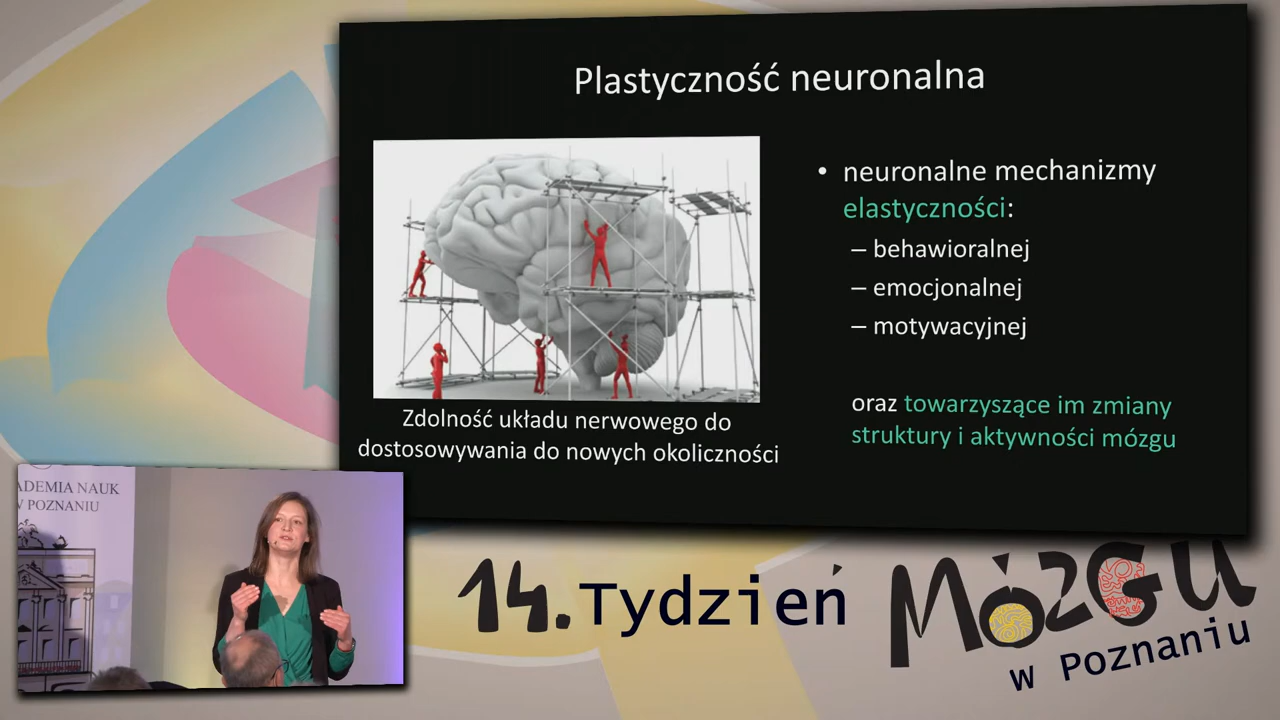 Plastyczność neuronalna
• neuronalne mechanizmy
elastyczności:
– behawioralnej
– emocjonalnej
– motywacyjnej
oraz towarzyszące im zmiany
struktury i aktywności mózgu
Zdolność układu nerwowego do
dostosowywania do nowych okoliczności
ADEMIA NAUK
W POZNANIU
14. Tydzień
MÓZGU
w Poznaniu